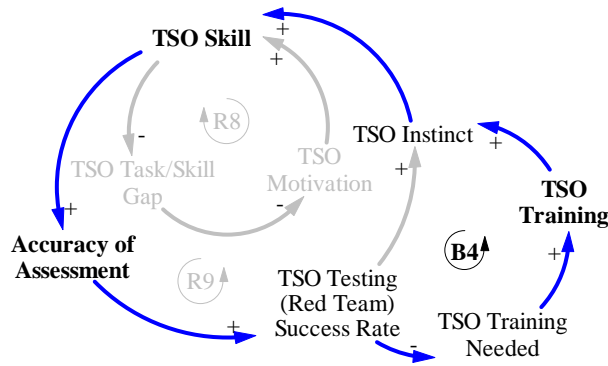 TSO Skill
+
+
+
-
R8
TSO Instinct
+
+
TSO Task/Skill
Gap
TSO
Motivation
-
TSO
Training
+
+
Accuracy of
Assessment
R9
B4
TSO Testing
(Red Team)
Success Rate
+
-
TSO Training
Needed